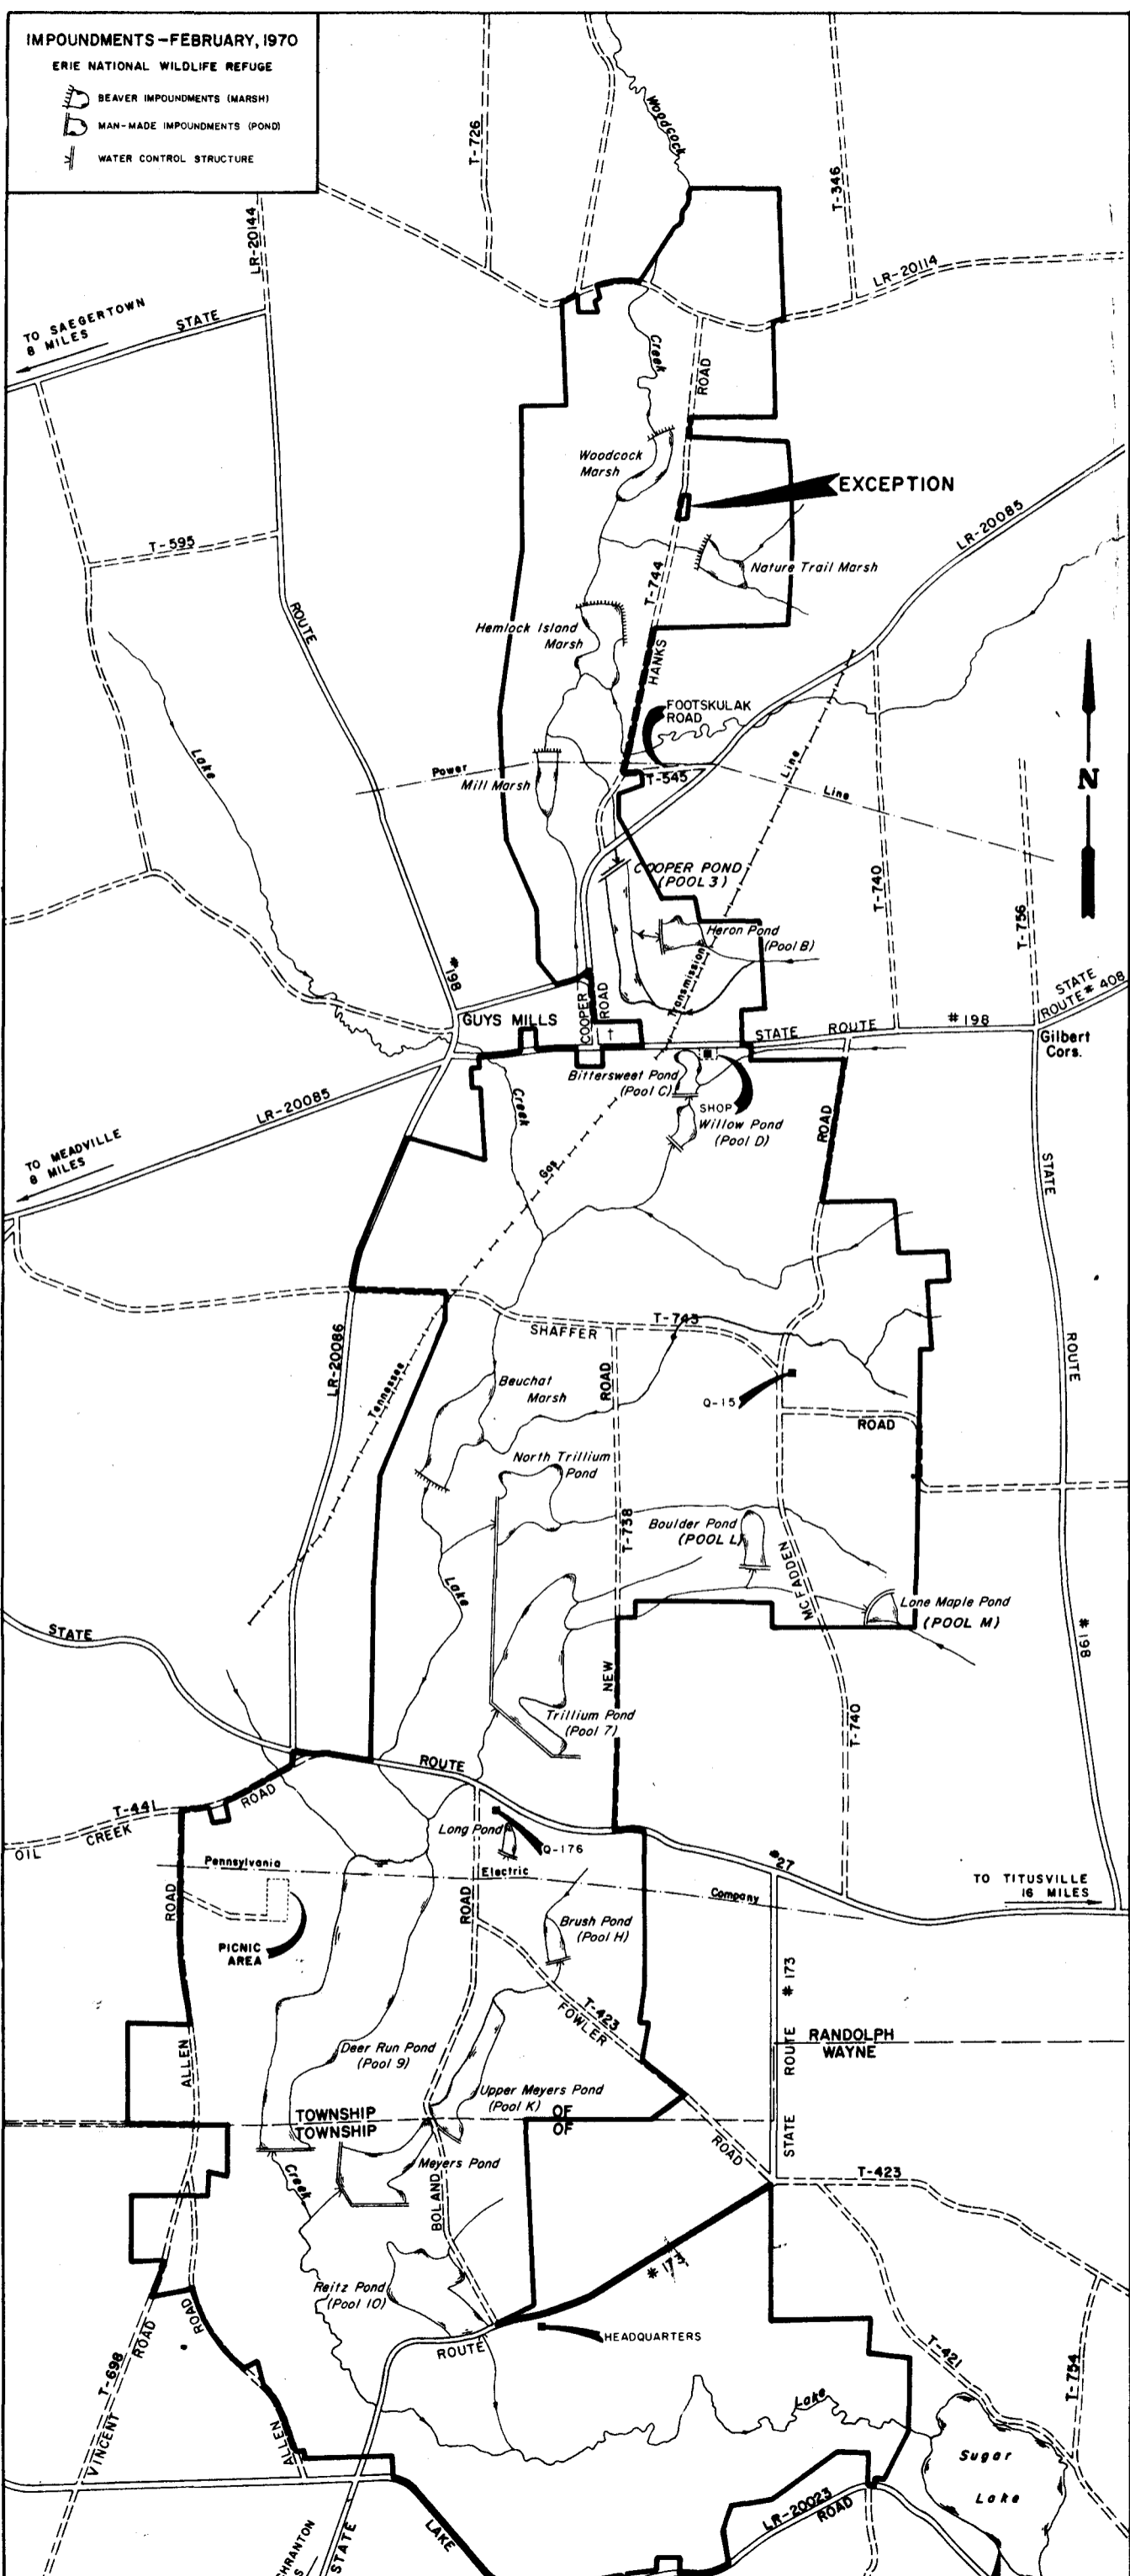 IMPOUNDMENTS-FEBRUARY, 1970
ERIE NATIONAL WILDLIFE REFUGE
BEAVER IMPOUNDMENTS (MARSH)
MAN-MADE IMPOUNDMENTS (POND)
WATER CONTROL STRUCTURE
T-726
Woodcock
T-346
LR-20144
LR-20114
TO SAEGERTOWN
8 MILES
STATE
Creek
ROAD
Woodcock
Marsh
EXCEPTION
LR-20085
T-595
Nature Trail Marsh
T-744
ROUTE
Hemlock Island
Marsh
HANKS
FOOTSKULAK
ROAD
Lake
Power
Mill Marsh
T-545
Line
Line
N
COOPER POND
(POOL 3)
T-740
T-756
Heron Pond
(Pool B)
Transmission
#198
STATE
ROUTE # 408
GUYS MILLS
COOPER
ROAD
STATE ROUTE #198
Gilbert
Cors.
Bittersweet Pond
(Pool C)
SHOP
Willow Pond
(Pool D)
LR-20085
Creek
ROAD
TO MEADVILLE
8 MILES
Gas
STATE
SHAFFER
T-743
LR-20086
Tennessee
ROUTE
Beuchat
Marsh
ROAD
Q-15
ROAD
North Trillium
Pond
Boulder Pond
(POOL L)
T-738
MCFADDEN
Lake
Lone Maple Pond
(POOL M)
STATE
#198
NEW
Trillium Pond
(Pool 7)
T-740
ROUTE
ROAD
T-441
OIL CREEK
Long Pond
Q-176
#27
Pennsylvania
Electric
Company
TO TITUSVILLE
16 MILES
ROAD
ROAD
PICNIC
AREA
Brush Pond
(Pool H)
T-423
FOWLER
#173
ROUTE
RANDOLPH
WAYNE
ALLEN
Deer Run Pond
(Pool 9)
Upper Meyers Pond
(Pool K)
TOWNSHIP OF
TOWNSHIP OF
STATE
ROAD
Meyers Pond
T-423
Creek
BOLAND
#173
Reitz Pond
(Pool 10)
ROAD
ROAD
ROUTE
HEADQUARTERS
T-698
VINCENT
T-421
T-754
ALLEN
Lake
Sugar
Lake
LR-20023
ROAD
STATE
LAKE